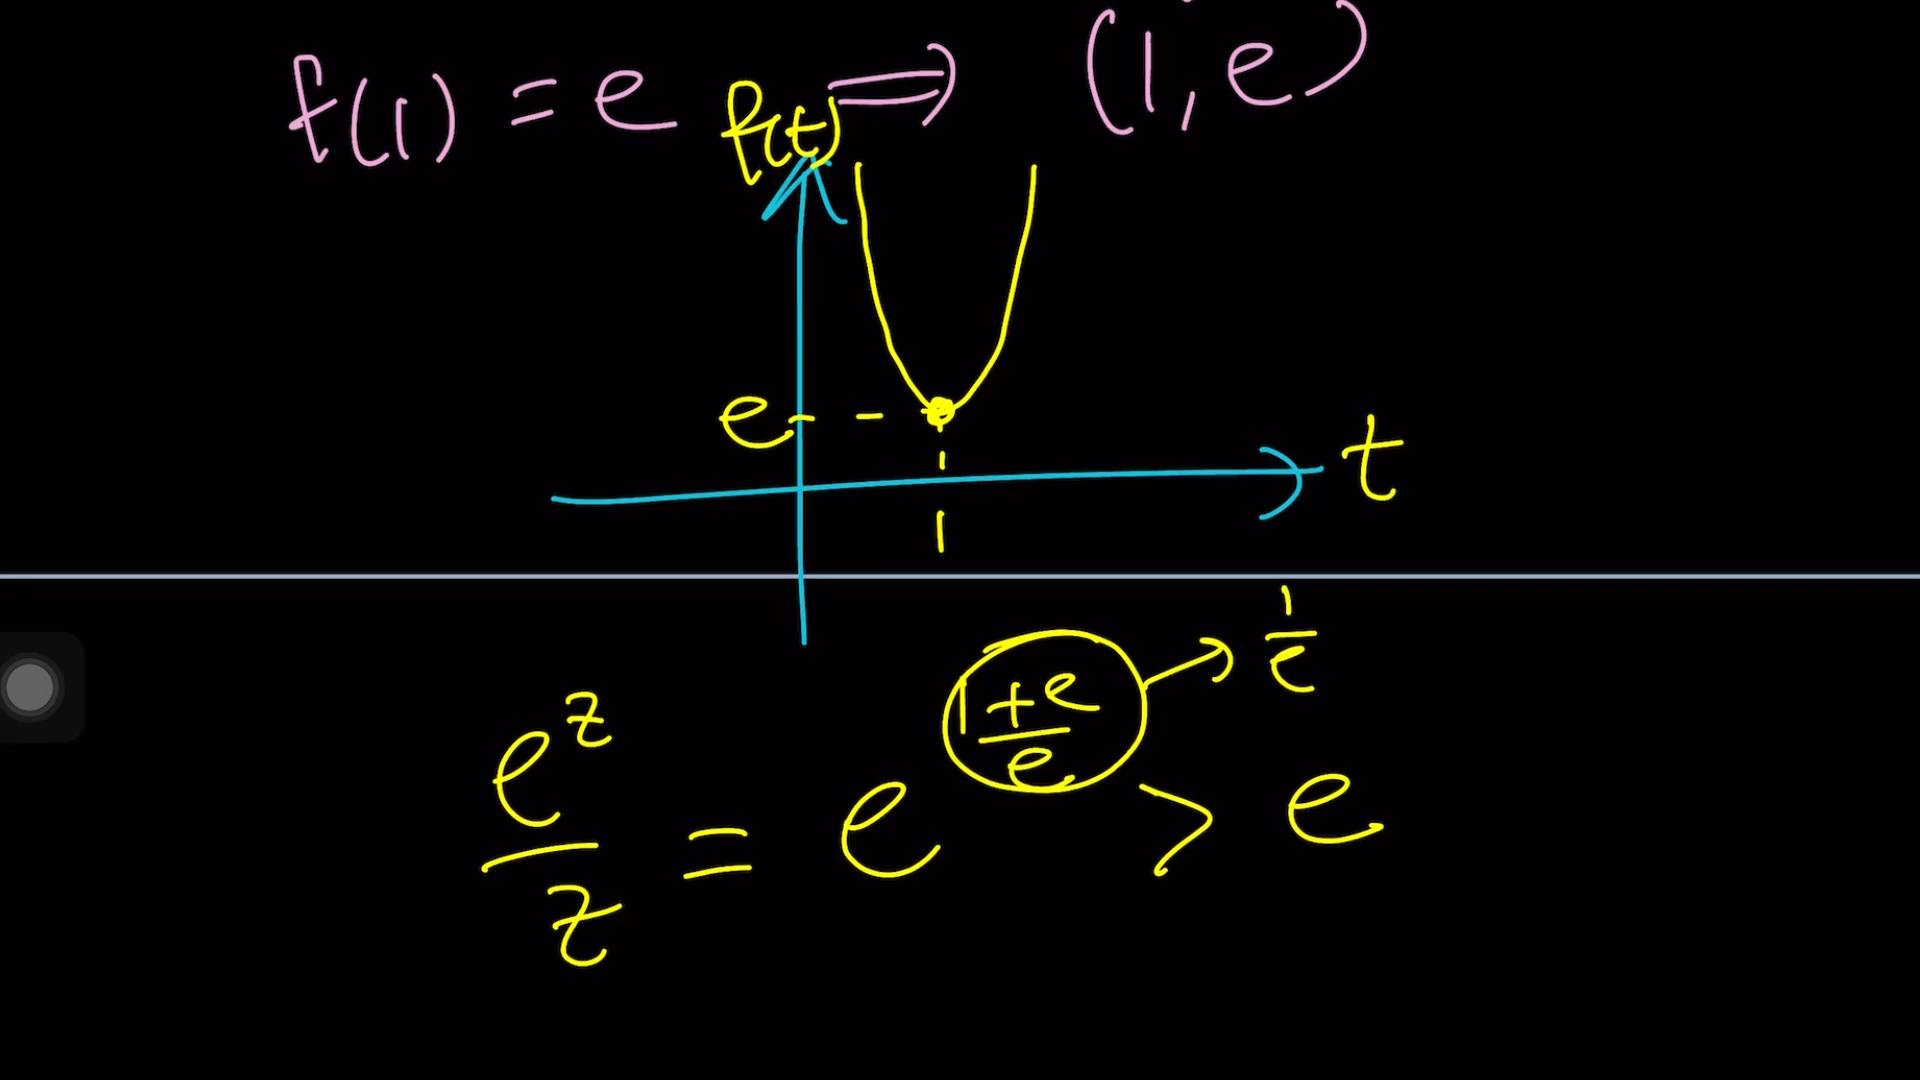 f(1) = e ⇒ (1, e)
f(t)
e
t
1
e^z/z = e^((1+e)/e) > e
→ 1/e